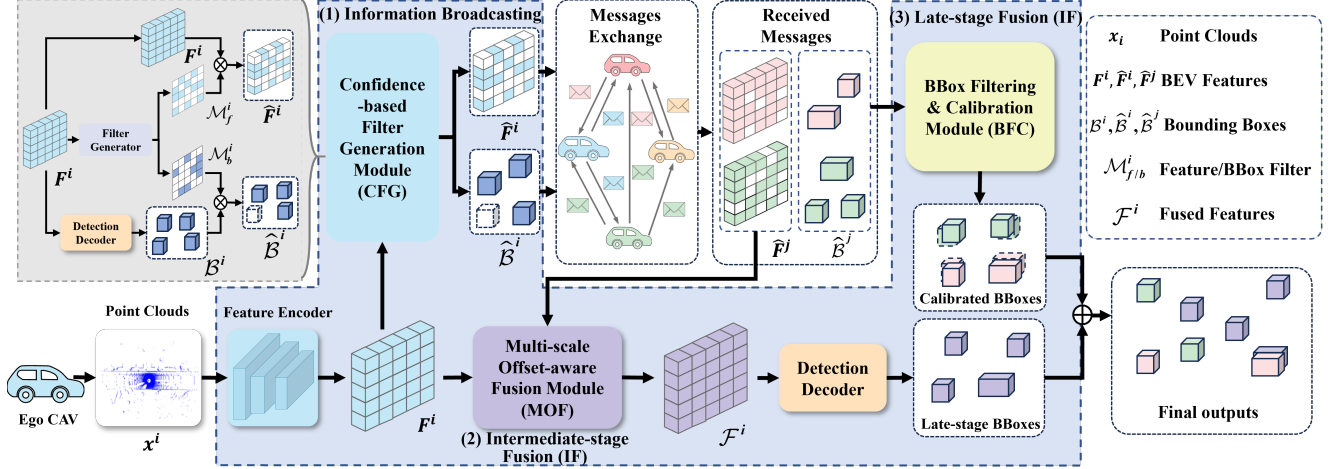 (1) Information Broadcasting
Messages
Exchange
Received
Messages
(3) Late-stage Fusion (IF)
F^i
F^i
Filter
Generator
M_f^i
F̂^i
M_b^i
Detection
Decoder
B^i
B̂^i
Confidence
-based
Filter
Generation
Module
(CFG)
F̂^i
B̂^i
F̂^j
B̂^j
BBox Filtering
& Calibration
Module (BFC)
Calibrated BBoxes
x_i Point Clouds
F^i, F̂^i, F̂^j BEV Features
B^i, B̂^i, B̂^j Bounding Boxes
M_{f/b}^i Feature/BBox Filter
ℱ^i Fused Features
Ego CAV
Point Clouds
x^i
Feature Encoder
F^i
Multi-scale
Offset-aware
Fusion Module
(MOF)
(2) Intermediate-stage
Fusion (IF)
ℱ^i
Detection
Decoder
Late-stage BBoxes
Final outputs